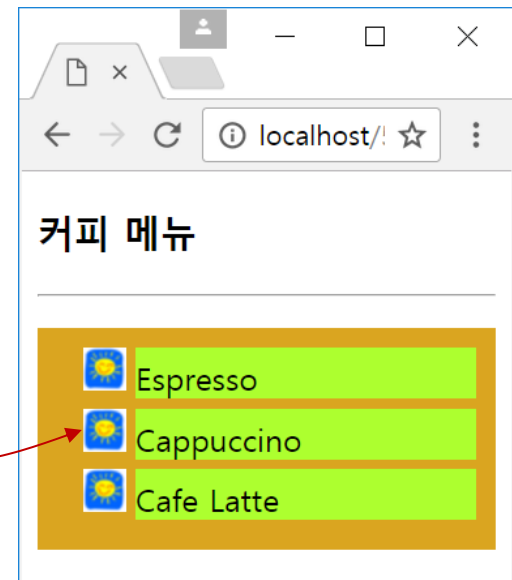 localhost/
커피 메뉴
Espresso
Cappuccino
Cafe Latte